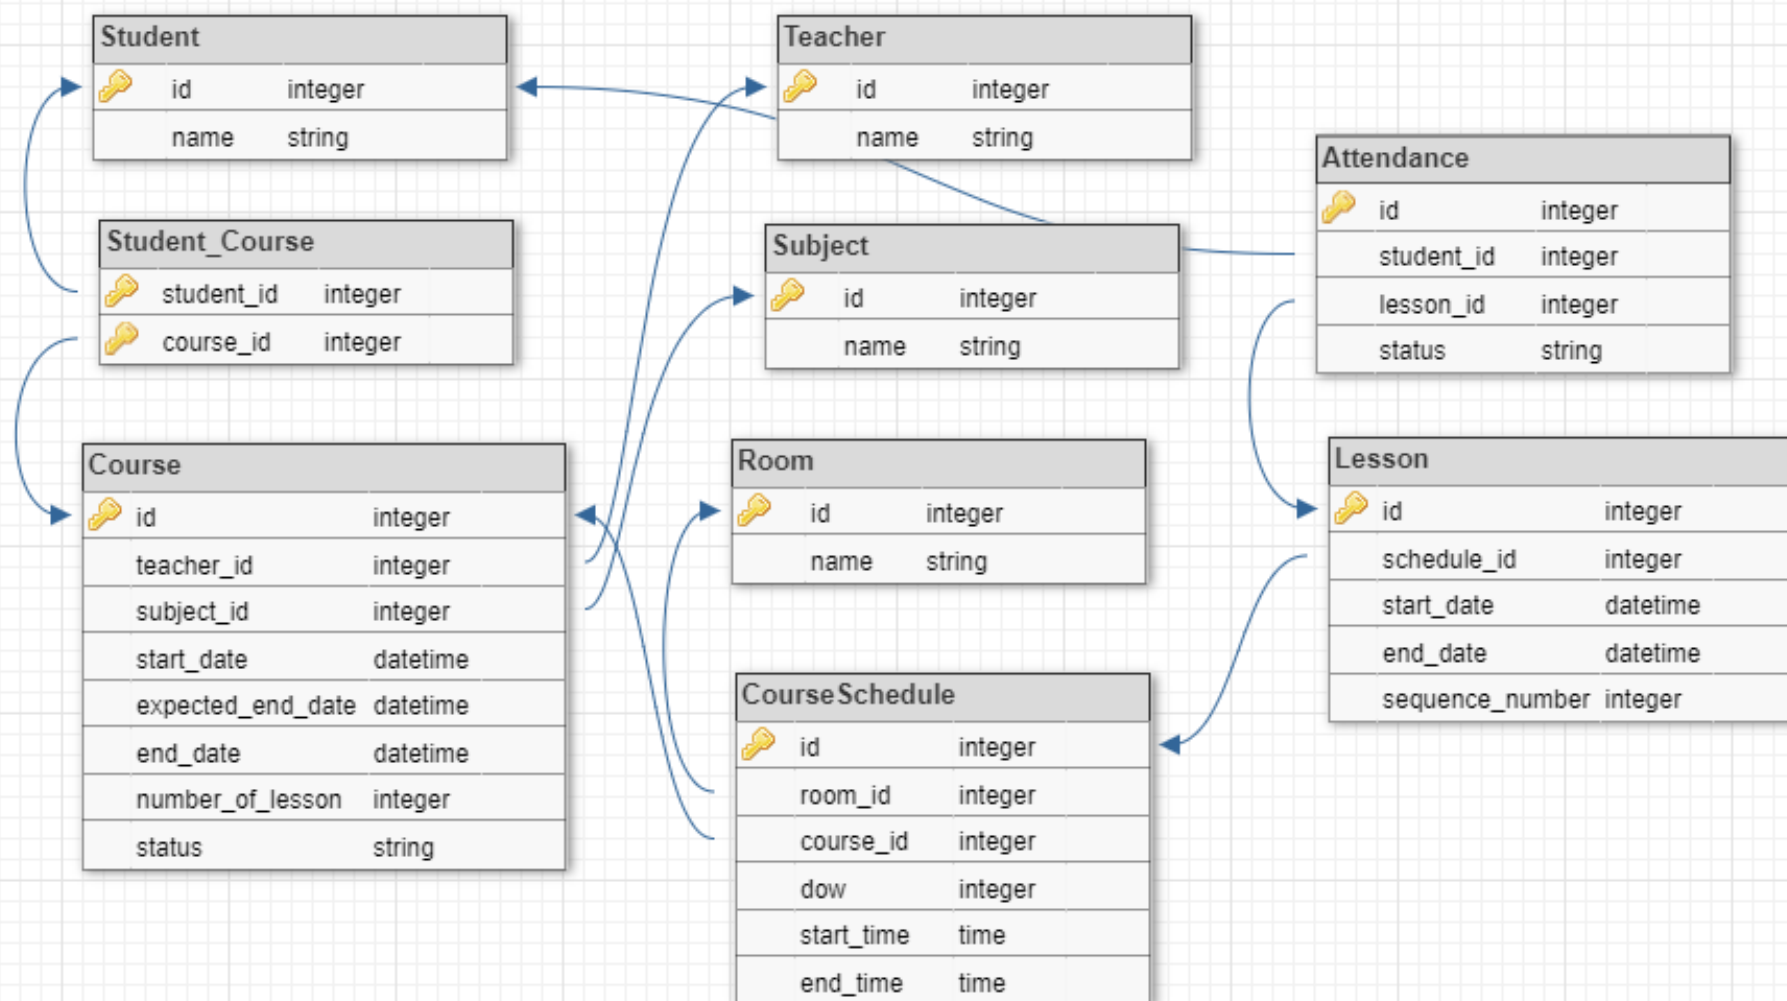 Student
id integer
name string
Teacher
id integer
name string
Attendance
id integer
student_id integer
lesson_id integer
status string
Student_Course
student_id integer
course_id integer
Subject
id integer
name string
Course
id integer
teacher_id integer
subject_id integer
start_date datetime
expected_end_date datetime
end_date datetime
number_of_lesson integer
status string
Room
id integer
name string
Lesson
id integer
schedule_id integer
start_date datetime
end_date datetime
sequence_number integer
CourseSchedule
id integer
room_id integer
course_id integer
dow integer
start_time time
end_time time